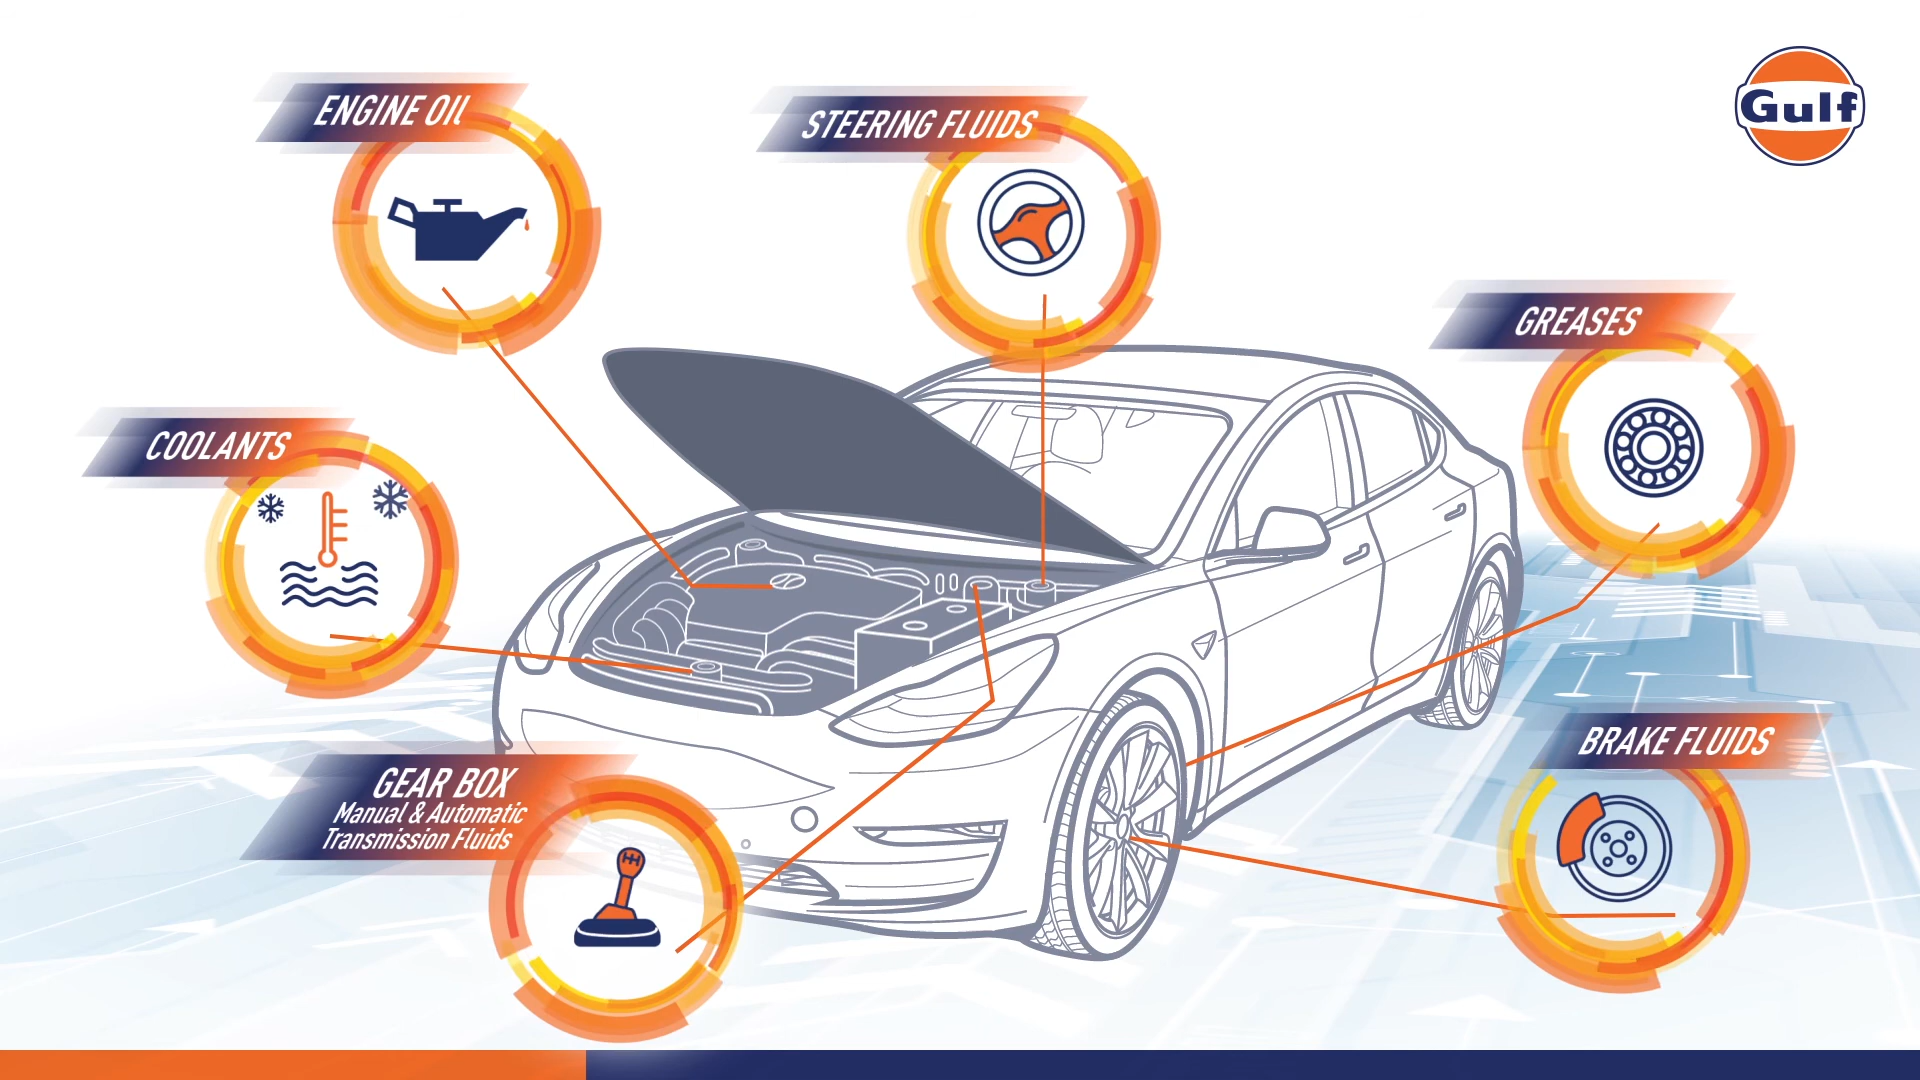 ENGINE OIL
STEERING FLUIDS
Gulf
GREASES
COOLANTS
BRAKE FLUIDS
GEAR BOX
Manual & Automatic
Transmission Fluids